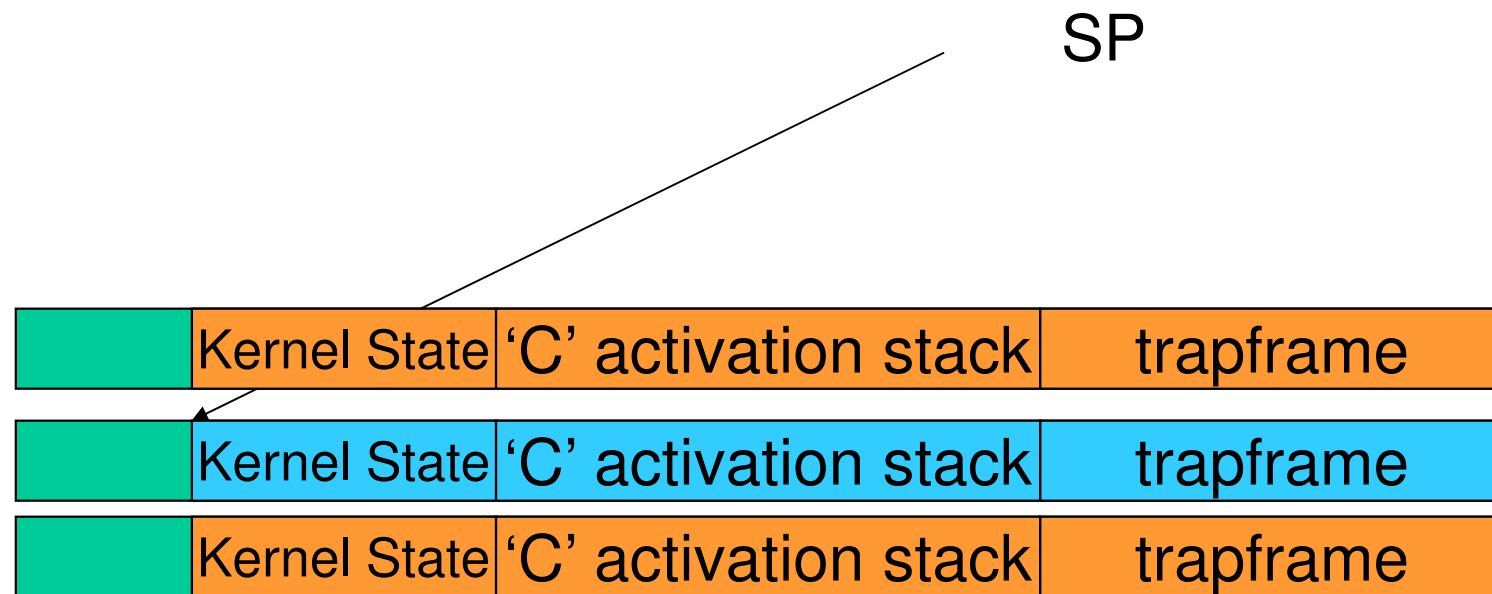 SP
Kernel State ‘C’ activation stack trapframe
Kernel State ‘C’ activation stack trapframe
Kernel State ‘C’ activation stack trapframe